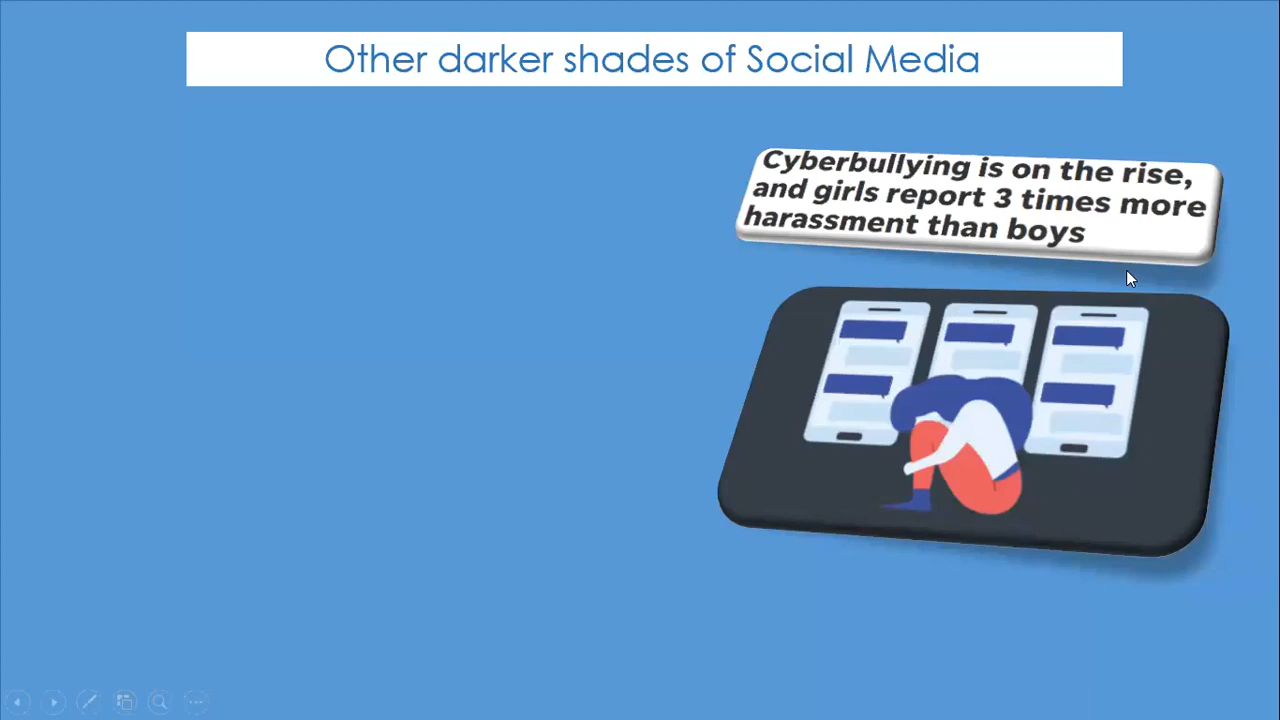 Other darker shades of Social Media
Cyberbullying is on the rise,
and girls report 3 times more
harassment than boys